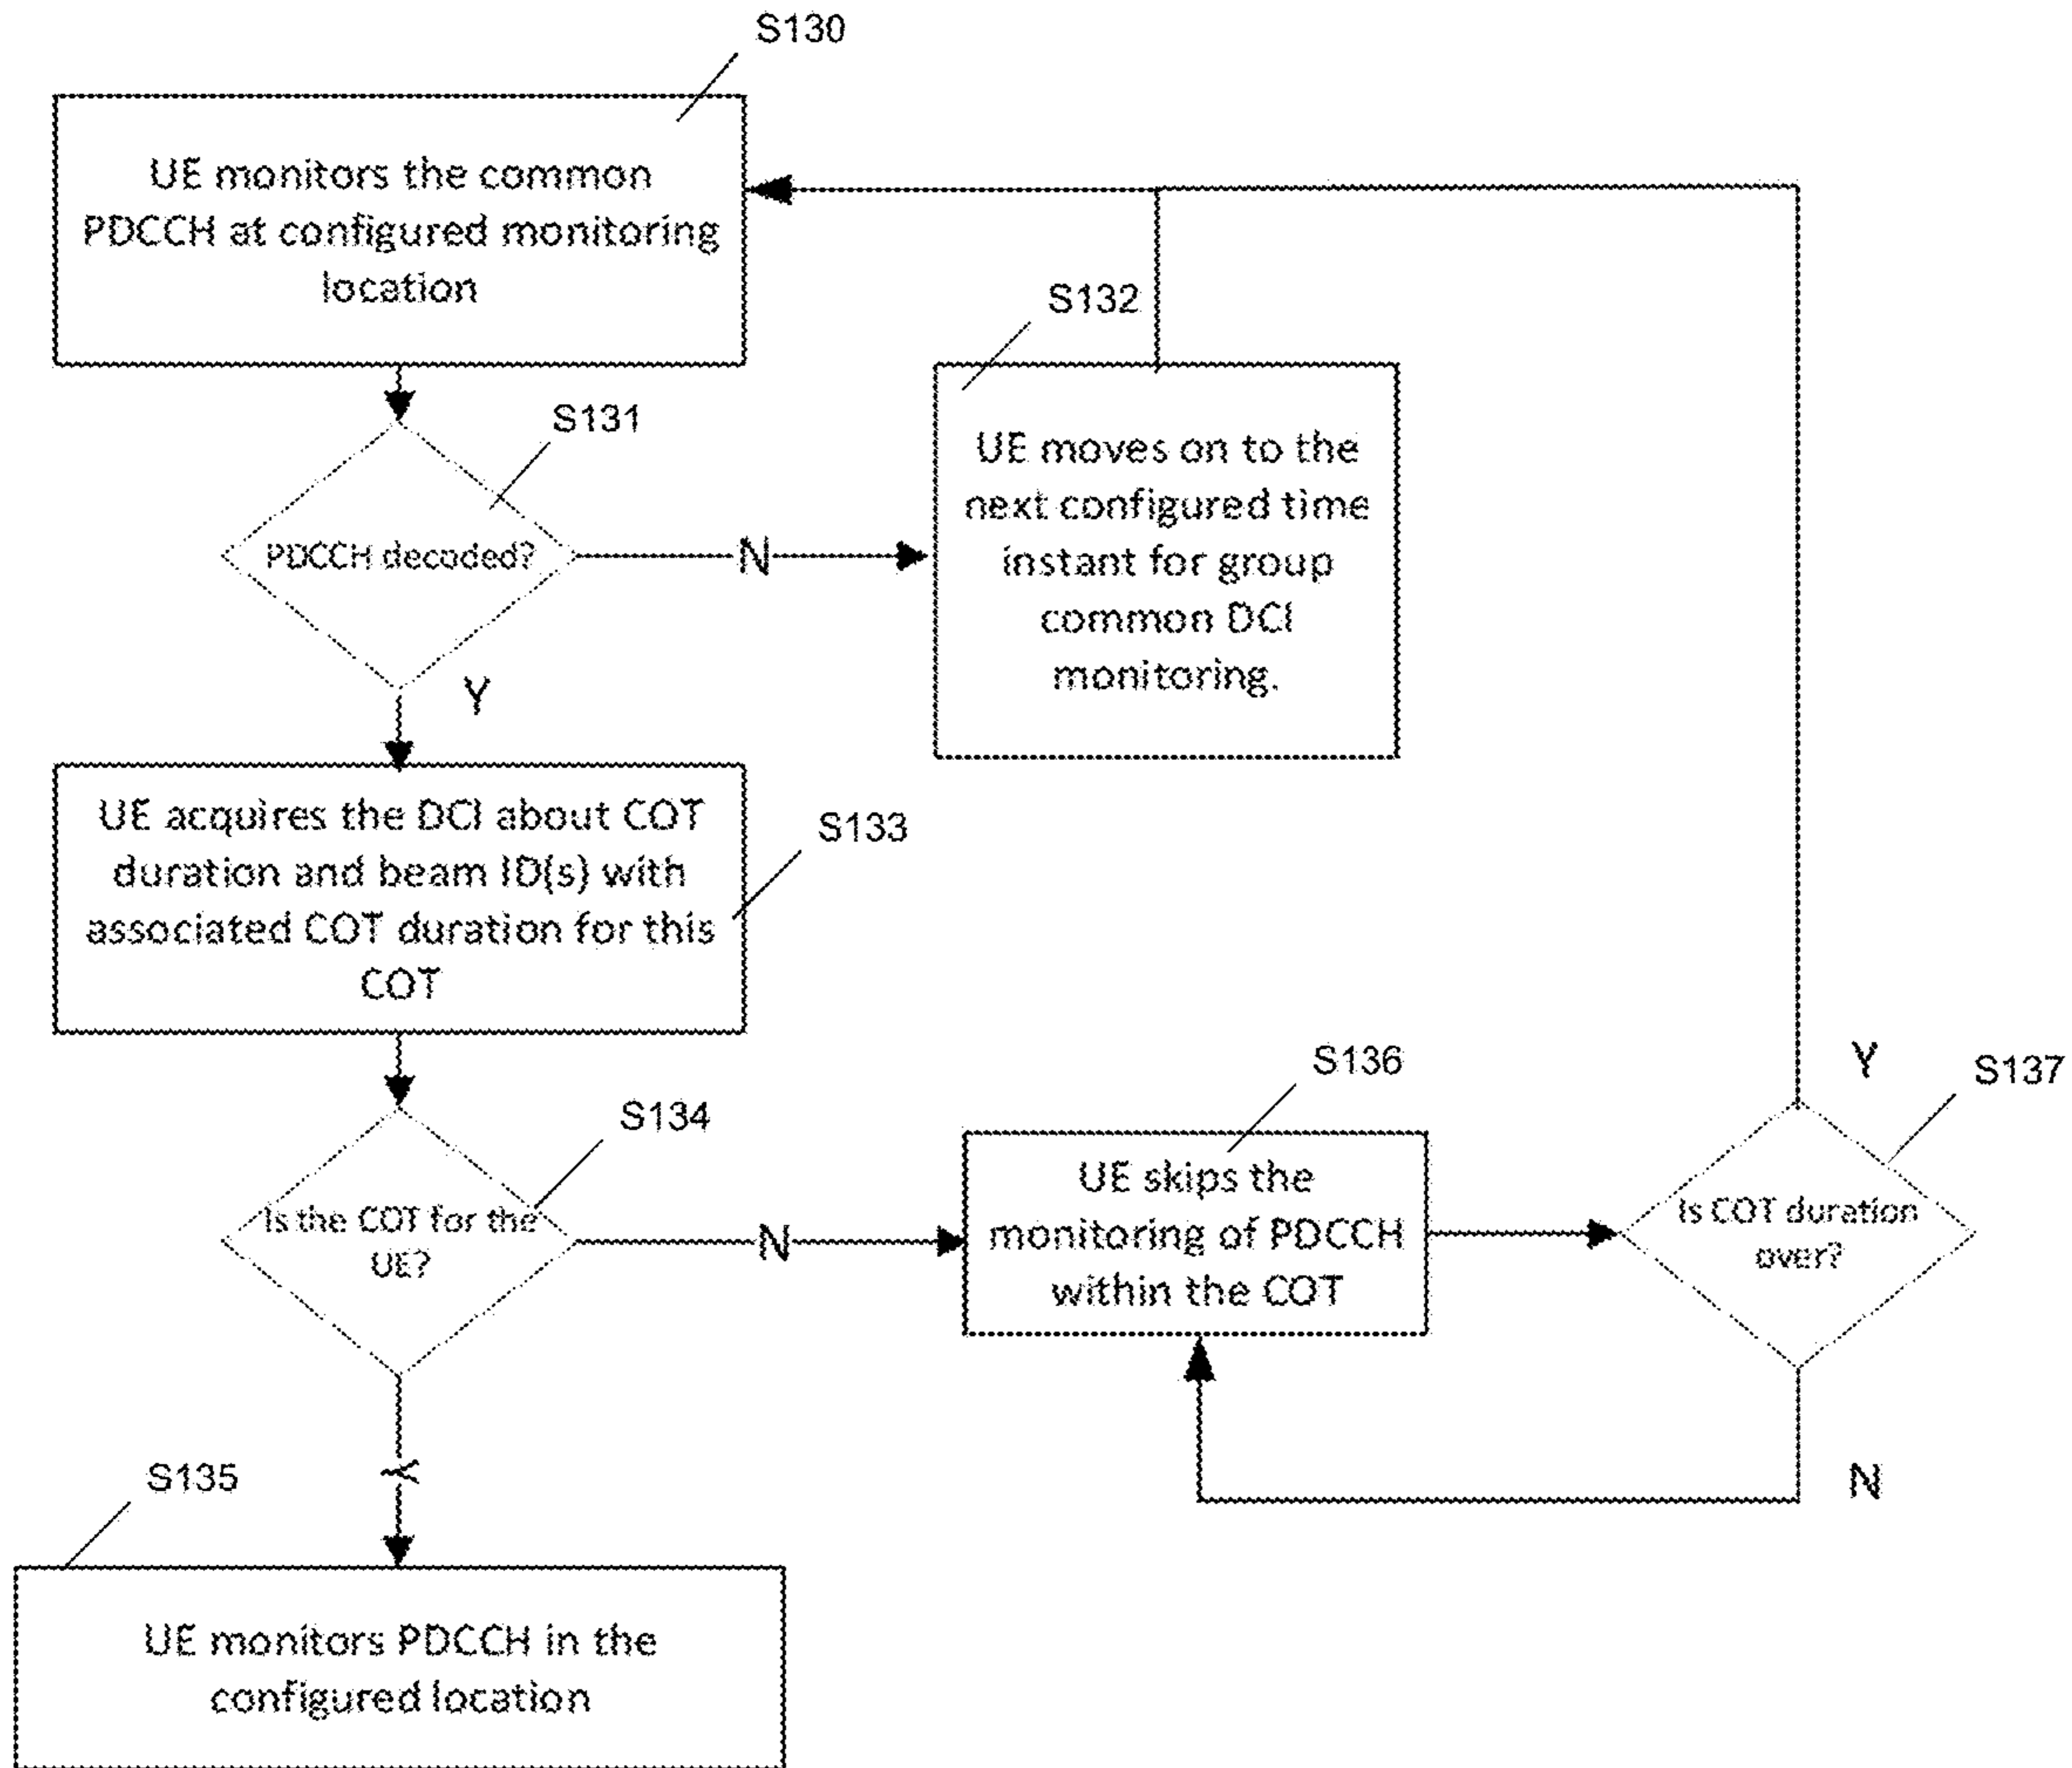 S130
UE monitors the common
PDCCH at configured monitoring
location
S132
S131
UE moves on to the
next configured time
instant for group
common DCI
monitoring.
PDCCH decoded?
N
Y
UE acquires the DCI about COT
duration and beam ID(s) with
associated COT duration for this
COT
S133
S134
Is the COT for the
UE?
N
S136
UE skips the
monitoring of PDCCH
within the COT
Y
S137
Is COT duration
over?
N
Y
S135
UE monitors PDCCH in the
configured location